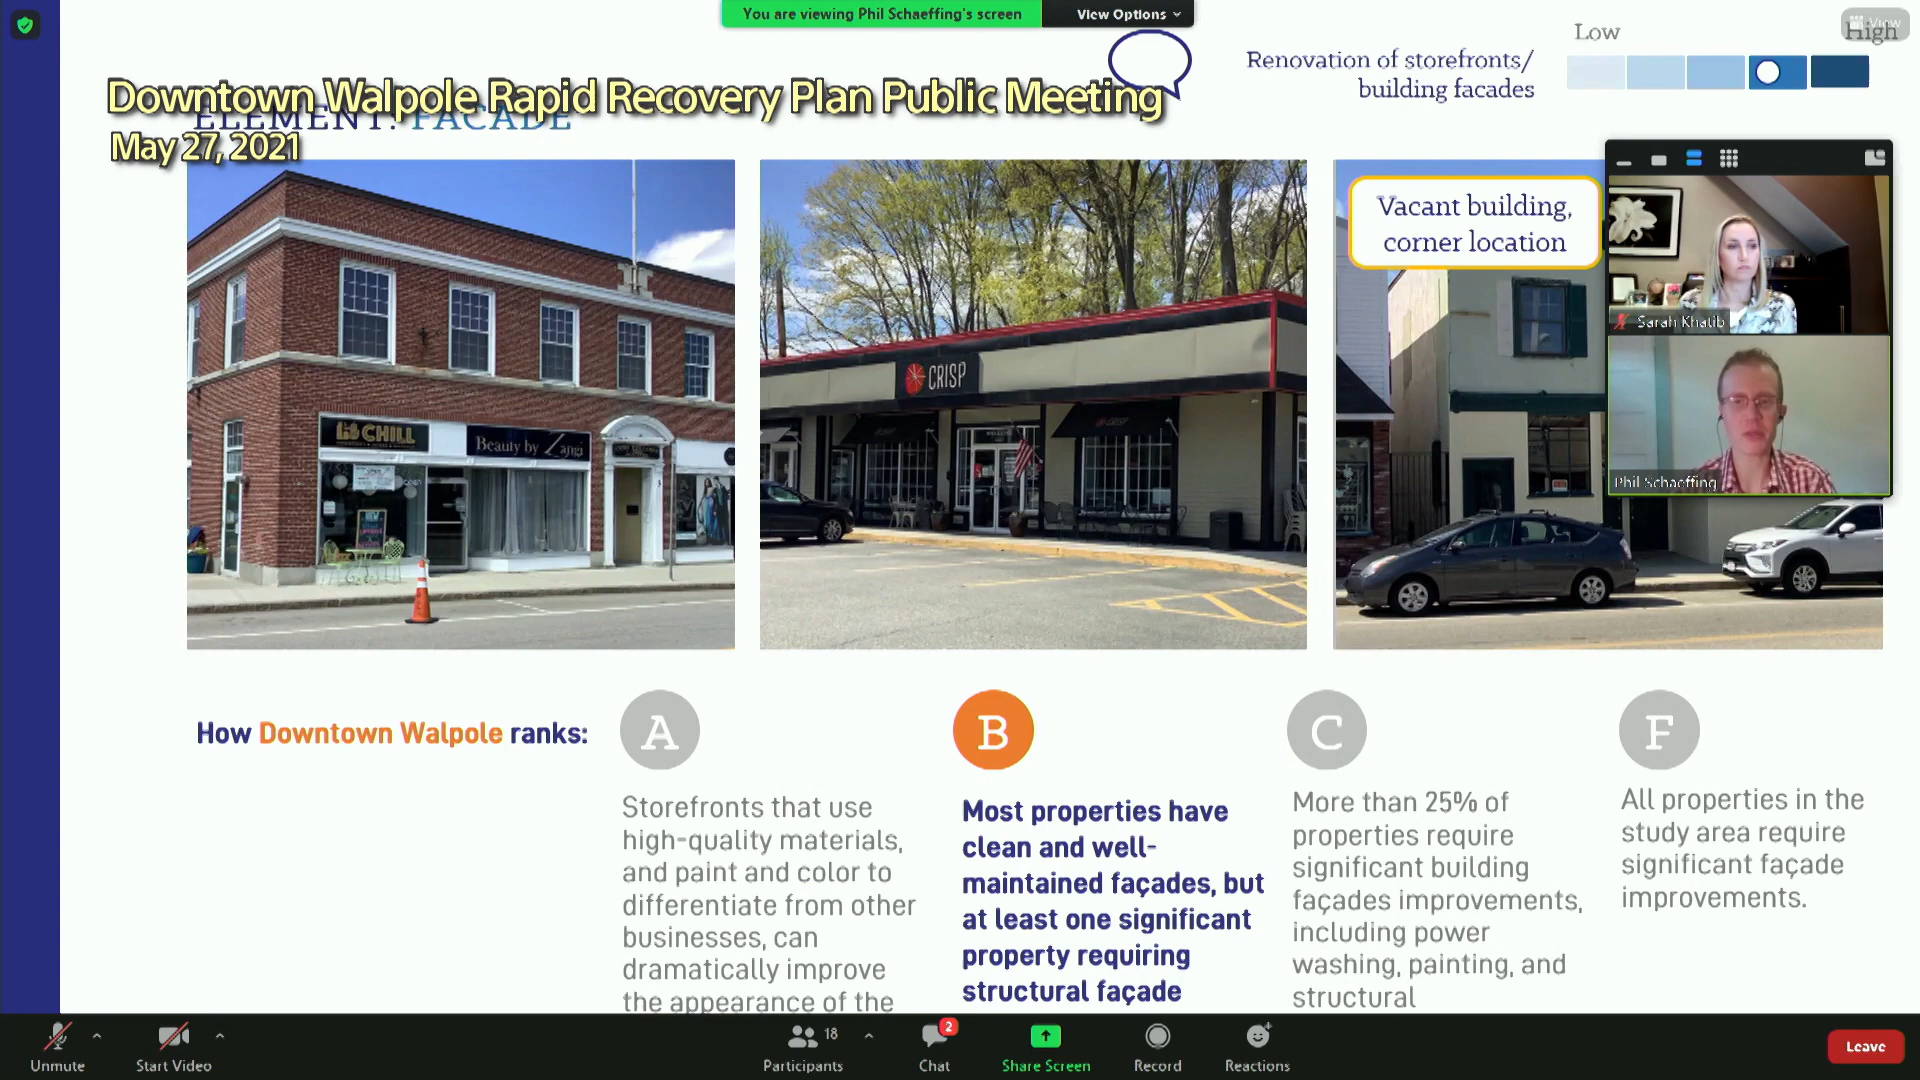 You are viewing Phil Schaeffing's screen
View Options
View
Low
High
Renovation of storefronts/
building facades
Downtown Walpole Rapid Recovery Plan Public Meeting
ELEMENT: FACADE
May 27, 2021
Vacant building,
corner location
Sarah Khatib
Phil Schaeffing
CHILL
Beauty by Zangi
CRISP
How Downtown Walpole ranks:
A
B
C
F
Storefronts that use
high-quality materials,
and paint and color to
differentiate from other
businesses, can
dramatically improve
the appearance of the
Most properties have
clean and well-
maintained façades, but
at least one significant
property requiring
structural façade
More than 25% of
properties require
significant building
façades improvements,
including power
washing, painting, and
structural
All properties in the
study area require
significant façade
improvements.
Unmute
Start Video
Participants
18
Chat
2
Share Screen
Record
Reactions
Leave